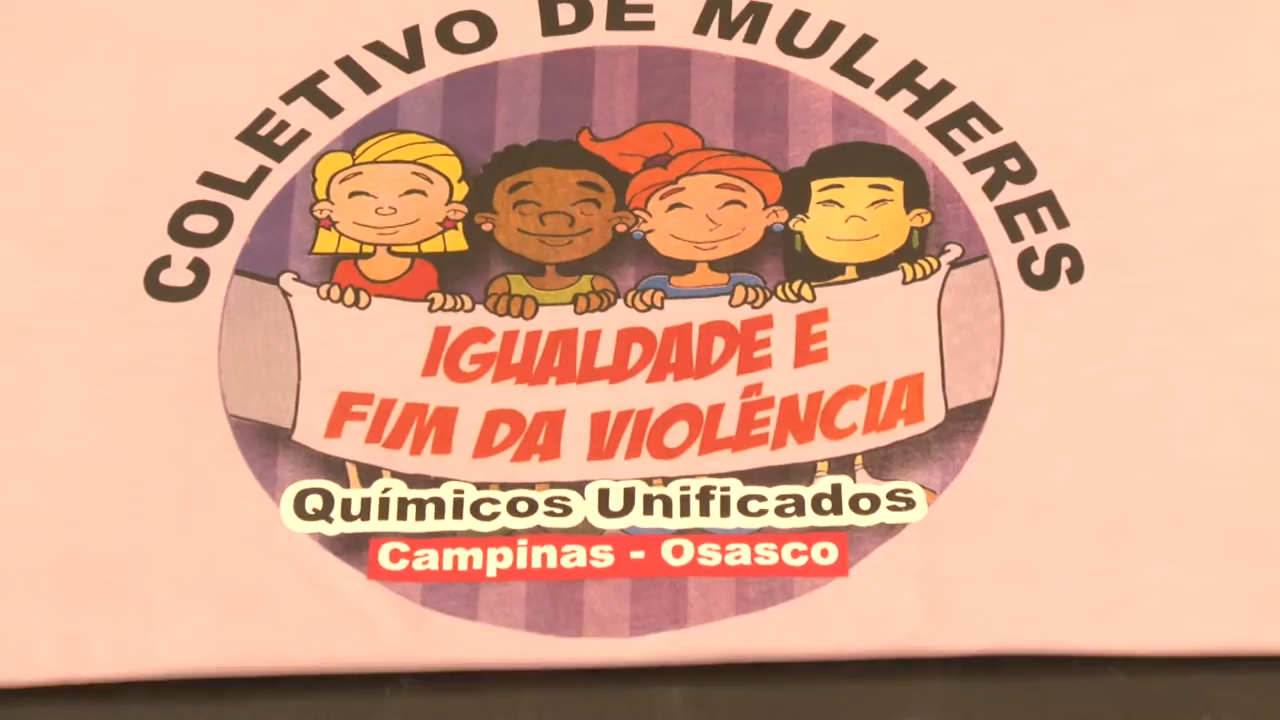 COLETIVO DE MULHERES
IGUALDADE E
FIM DA VIOLÊNCIA
Químicos Unificados
Campinas - Osasco